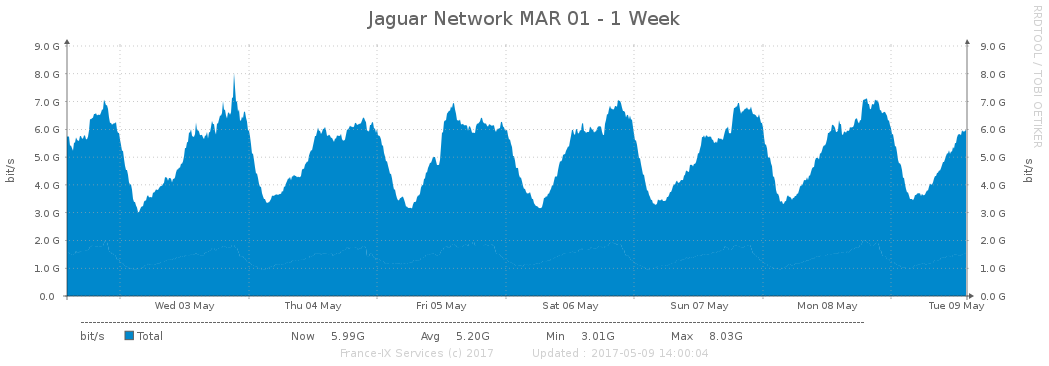 Jaguar Network MAR 01 - 1 Week
RRDTOOL / TOBI OETIKER
bit/s
9.0 G 9.0 G
8.0 G 8.0 G
7.0 G 7.0 G
6.0 G 6.0 G
5.0 G 5.0 G
4.0 G 4.0 G
3.0 G 3.0 G
2.0 G 2.0 G
1.0 G 1.0 G
0.0 0.0 G
bit/s
Wed 03 May Thu 04 May Fri 05 May Sat 06 May Sun 07 May Mon 08 May Tue 09 May
bit/s Total Now 5.99G Avg 5.20G Min 3.01G Max 8.03G
France-IX Services (c) 2017 Updated : 2017-05-09 14:00:04